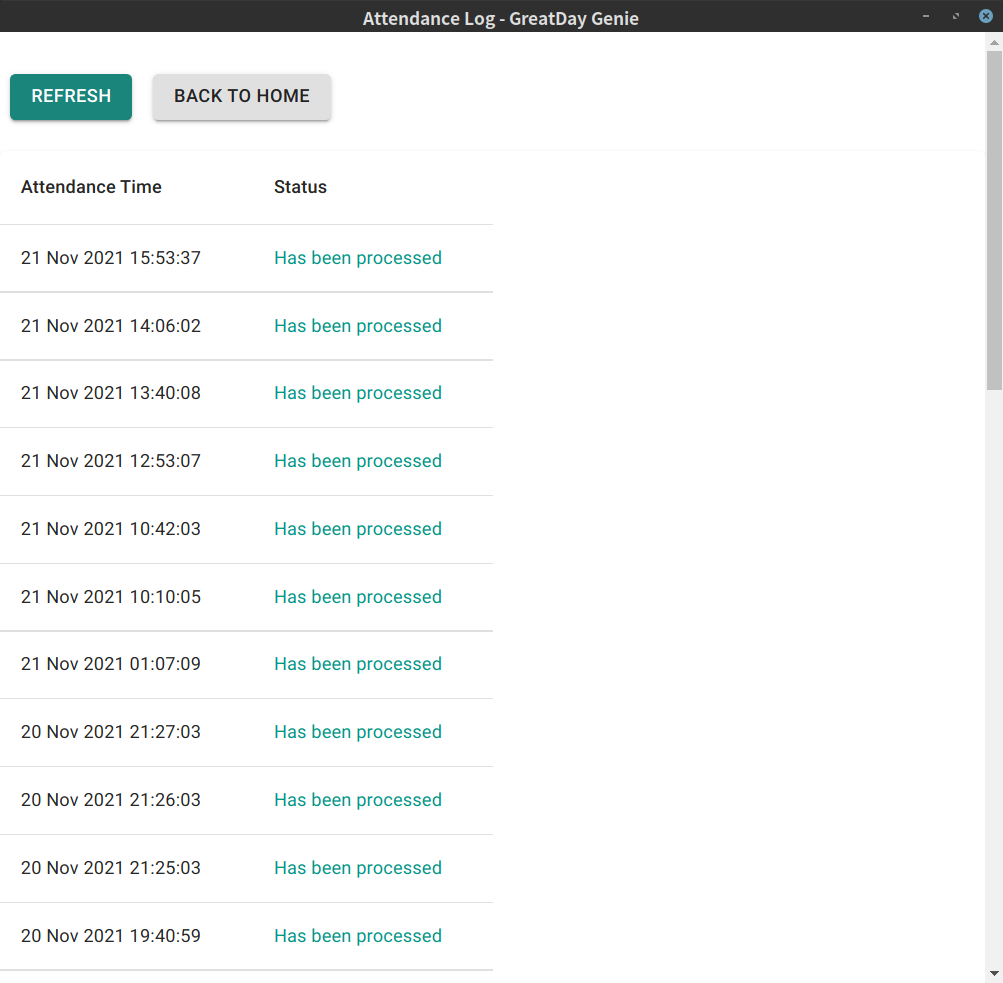 Attendance Log - GreatDay Genie
REFRESH BACK TO HOME
Attendance Time Status
21 Nov 2021 15:53:37 Has been processed
21 Nov 2021 14:06:02 Has been processed
21 Nov 2021 13:40:08 Has been processed
21 Nov 2021 12:53:07 Has been processed
21 Nov 2021 10:42:03 Has been processed
21 Nov 2021 10:10:05 Has been processed
21 Nov 2021 01:07:09 Has been processed
20 Nov 2021 21:27:03 Has been processed
20 Nov 2021 21:26:03 Has been processed
20 Nov 2021 21:25:03 Has been processed
20 Nov 2021 19:40:59 Has been processed